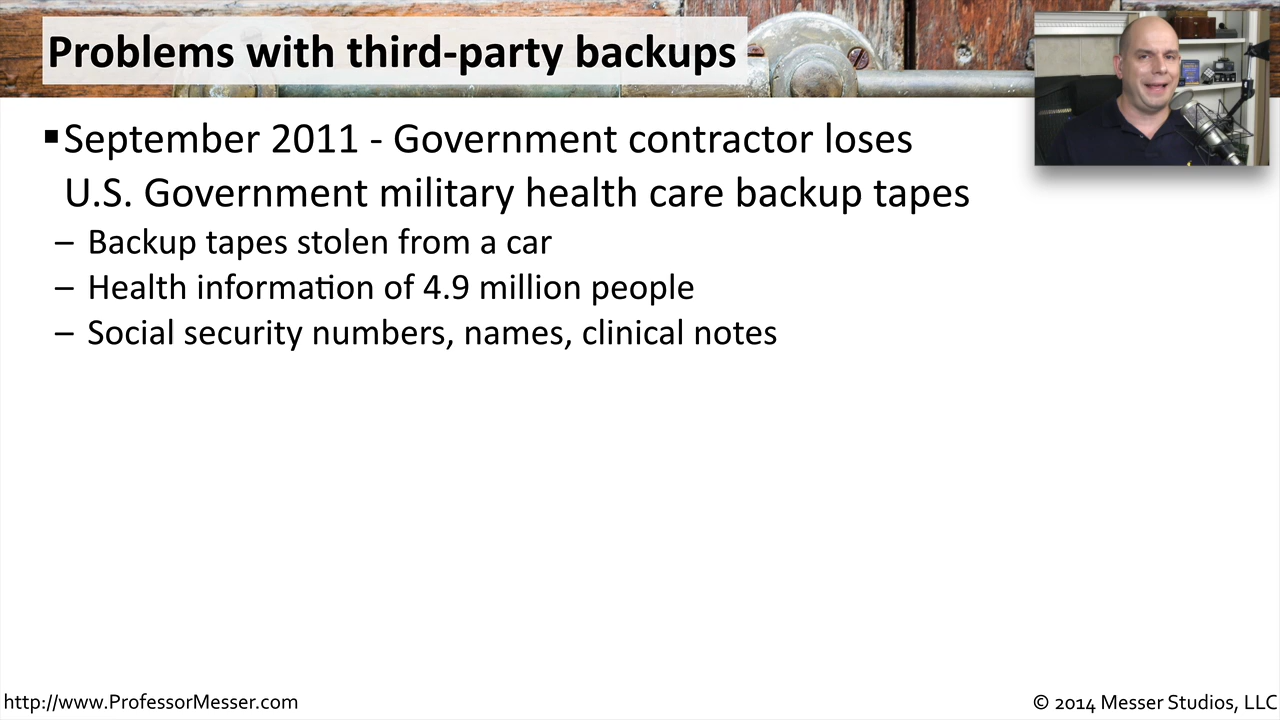 Problems with third-party backups
▪September 2011 - Government contractor loses
U.S. Government military health care backup tapes
– Backup tapes stolen from a car
– Health information of 4.9 million people
– Social security numbers, names, clinical notes
http://www.ProfessorMesser.com
© 2014 Messer Studios, LLC